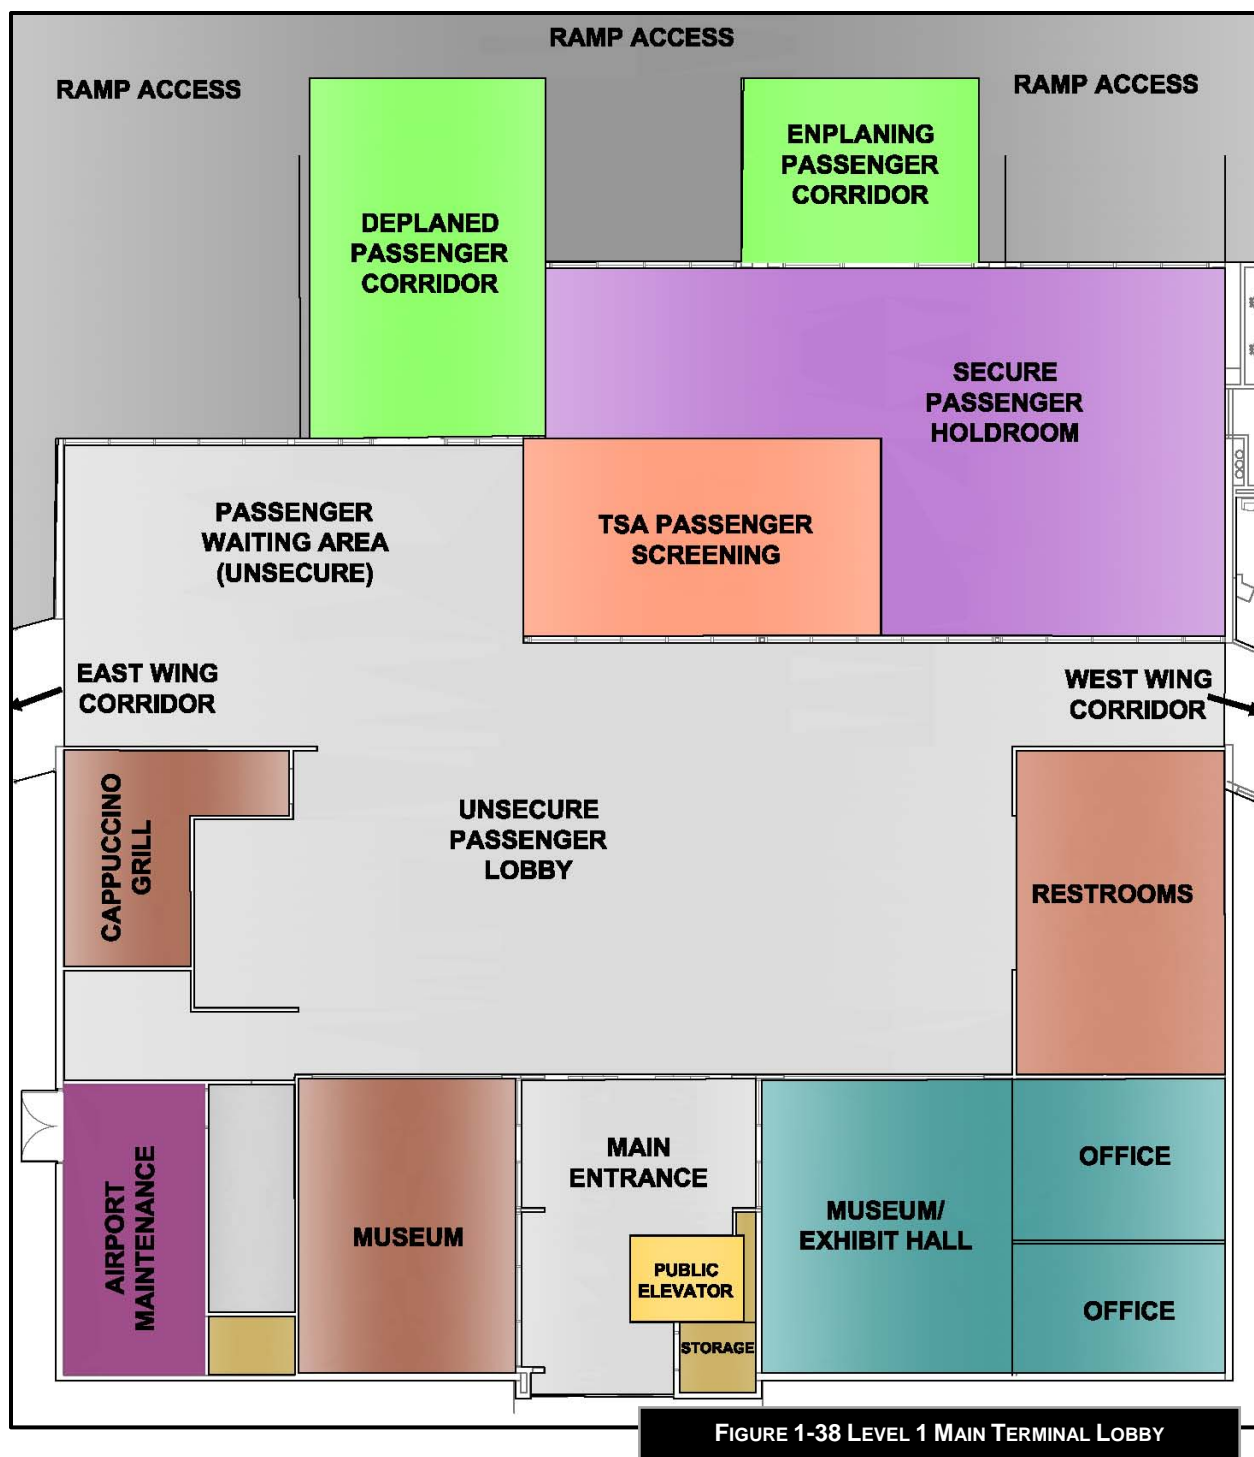 RAMP ACCESS
RAMP ACCESS
RAMP ACCESS
ENPLANING
PASSENGER
CORRIDOR
DEPLANED
PASSENGER
CORRIDOR
SECURE
PASSENGER
HOLDROOM
PASSENGER
WAITING AREA
(UNSECURE)
TSA PASSENGER
SCREENING
EAST WING
CORRIDOR
WEST WING
CORRIDOR
CAPPUCCINO
GRILL
UNSECURE
PASSENGER
LOBBY
RESTROOMS
AIRPORT
MAINTENANCE
MUSEUM
MAIN
ENTRANCE
PUBLIC
ELEVATOR
STORAGE
MUSEUM/
EXHIBIT HALL
OFFICE
OFFICE
FIGURE 1-38 LEVEL 1 MAIN TERMINAL LOBBY